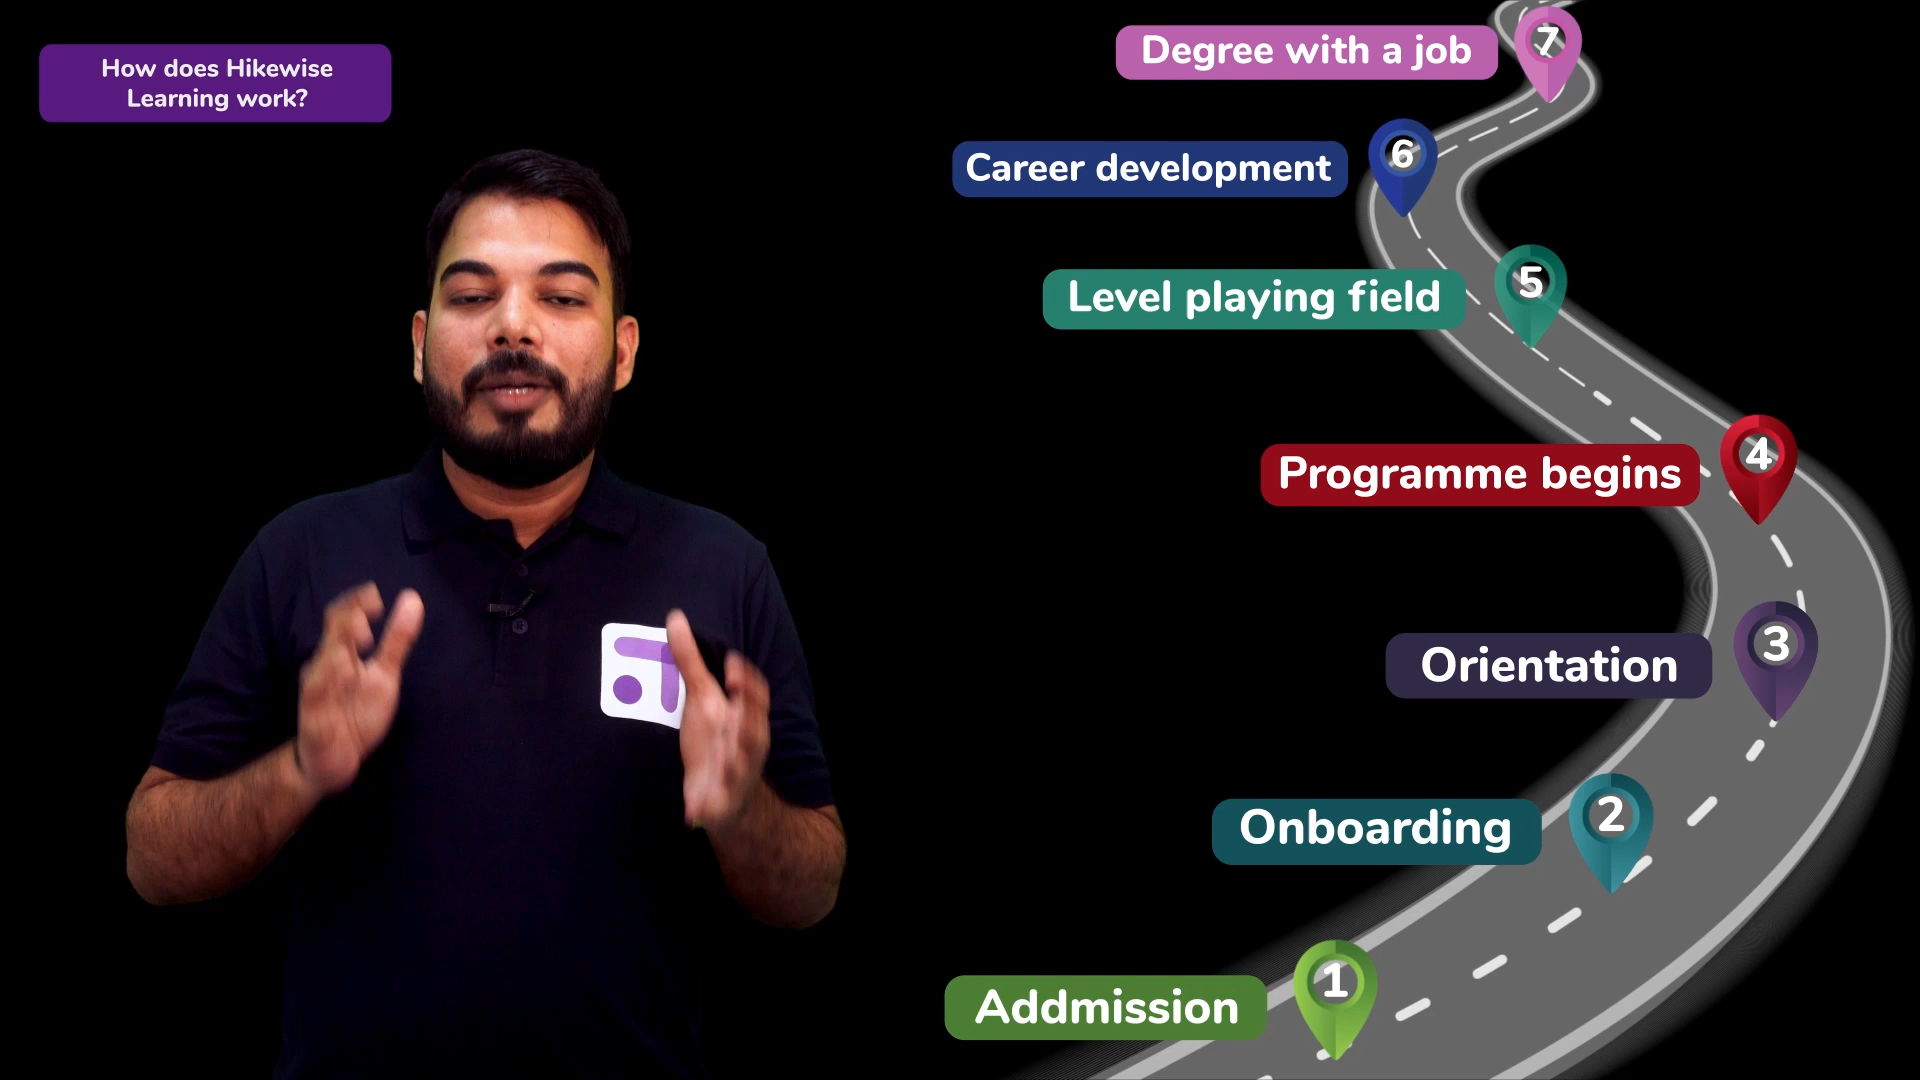 How does Hikewise
Learning work?
7
Degree with a job
6
Career development
5
Level playing field
4
Programme begins
3
Orientation
2
Onboarding
1
Addmission